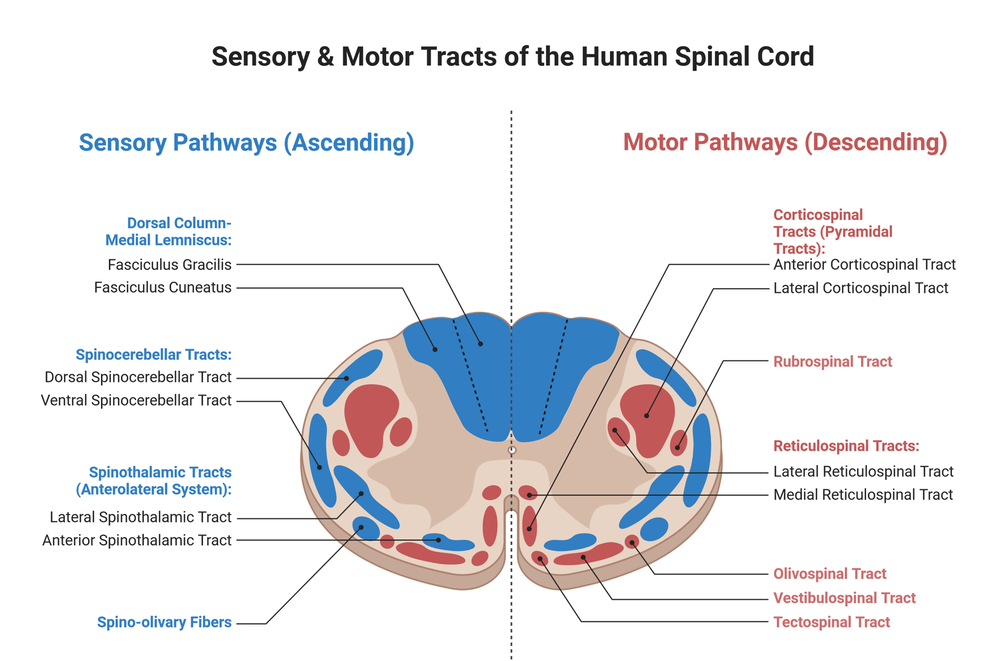 Sensory & Motor Tracts of the Human Spinal Cord
Sensory Pathways (Ascending)
Dorsal Column-
Medial Lemniscus:
Fasciculus Gracilis
Fasciculus Cuneatus
Spinocerebellar Tracts:
Dorsal Spinocerebellar Tract
Ventral Spinocerebellar Tract
Spinothalamic Tracts
(Anterolateral System):
Lateral Spinothalamic Tract
Anterior Spinothalamic Tract
Spino-olivary Fibers
Motor Pathways (Descending)
Corticospinal
Tracts (Pyramidal
Tracts):
Anterior Corticospinal Tract
Lateral Corticospinal Tract
Rubrospinal Tract
Reticulospinal Tracts:
Lateral Reticulospinal Tract
Medial Reticulospinal Tract
Olivospinal Tract
Vestibulospinal Tract
Tectospinal Tract